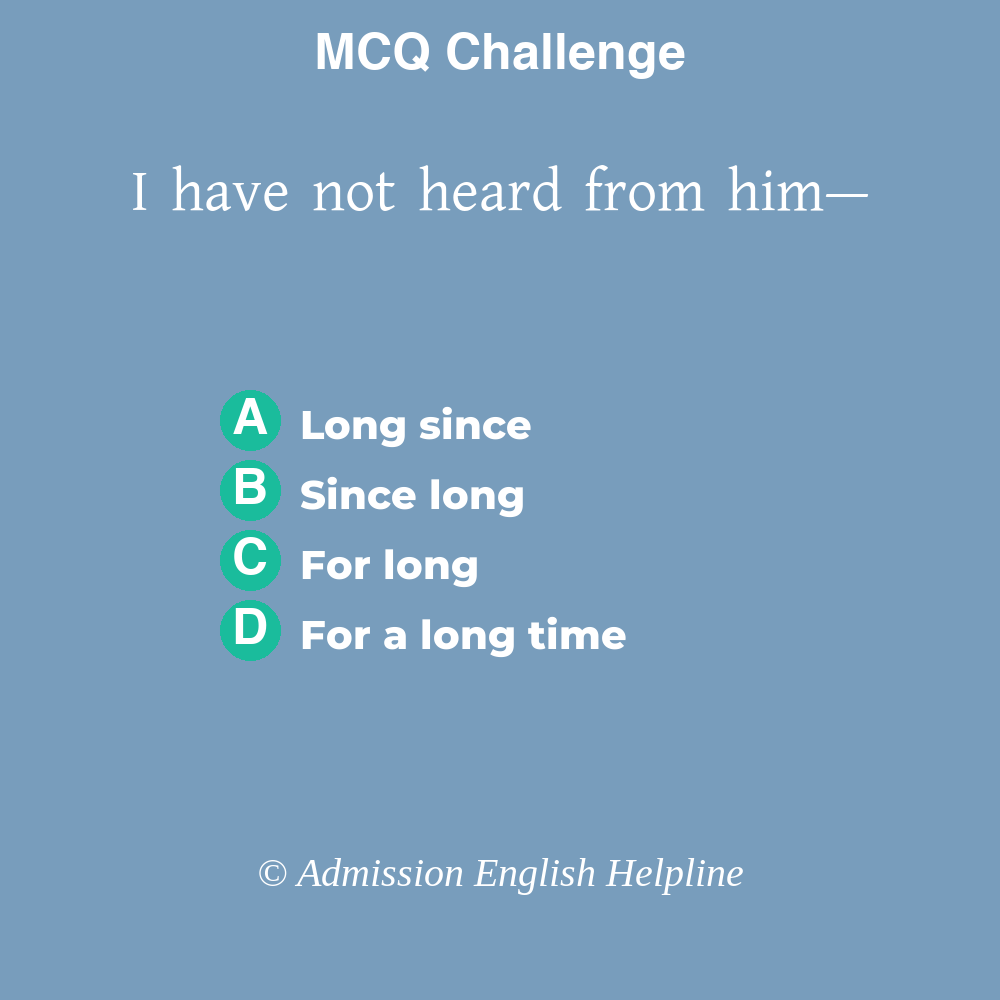 MCQ Challenge
I have not heard from him—
A Long since
B Since long
C For long
D For a long time
© Admission English Helpline